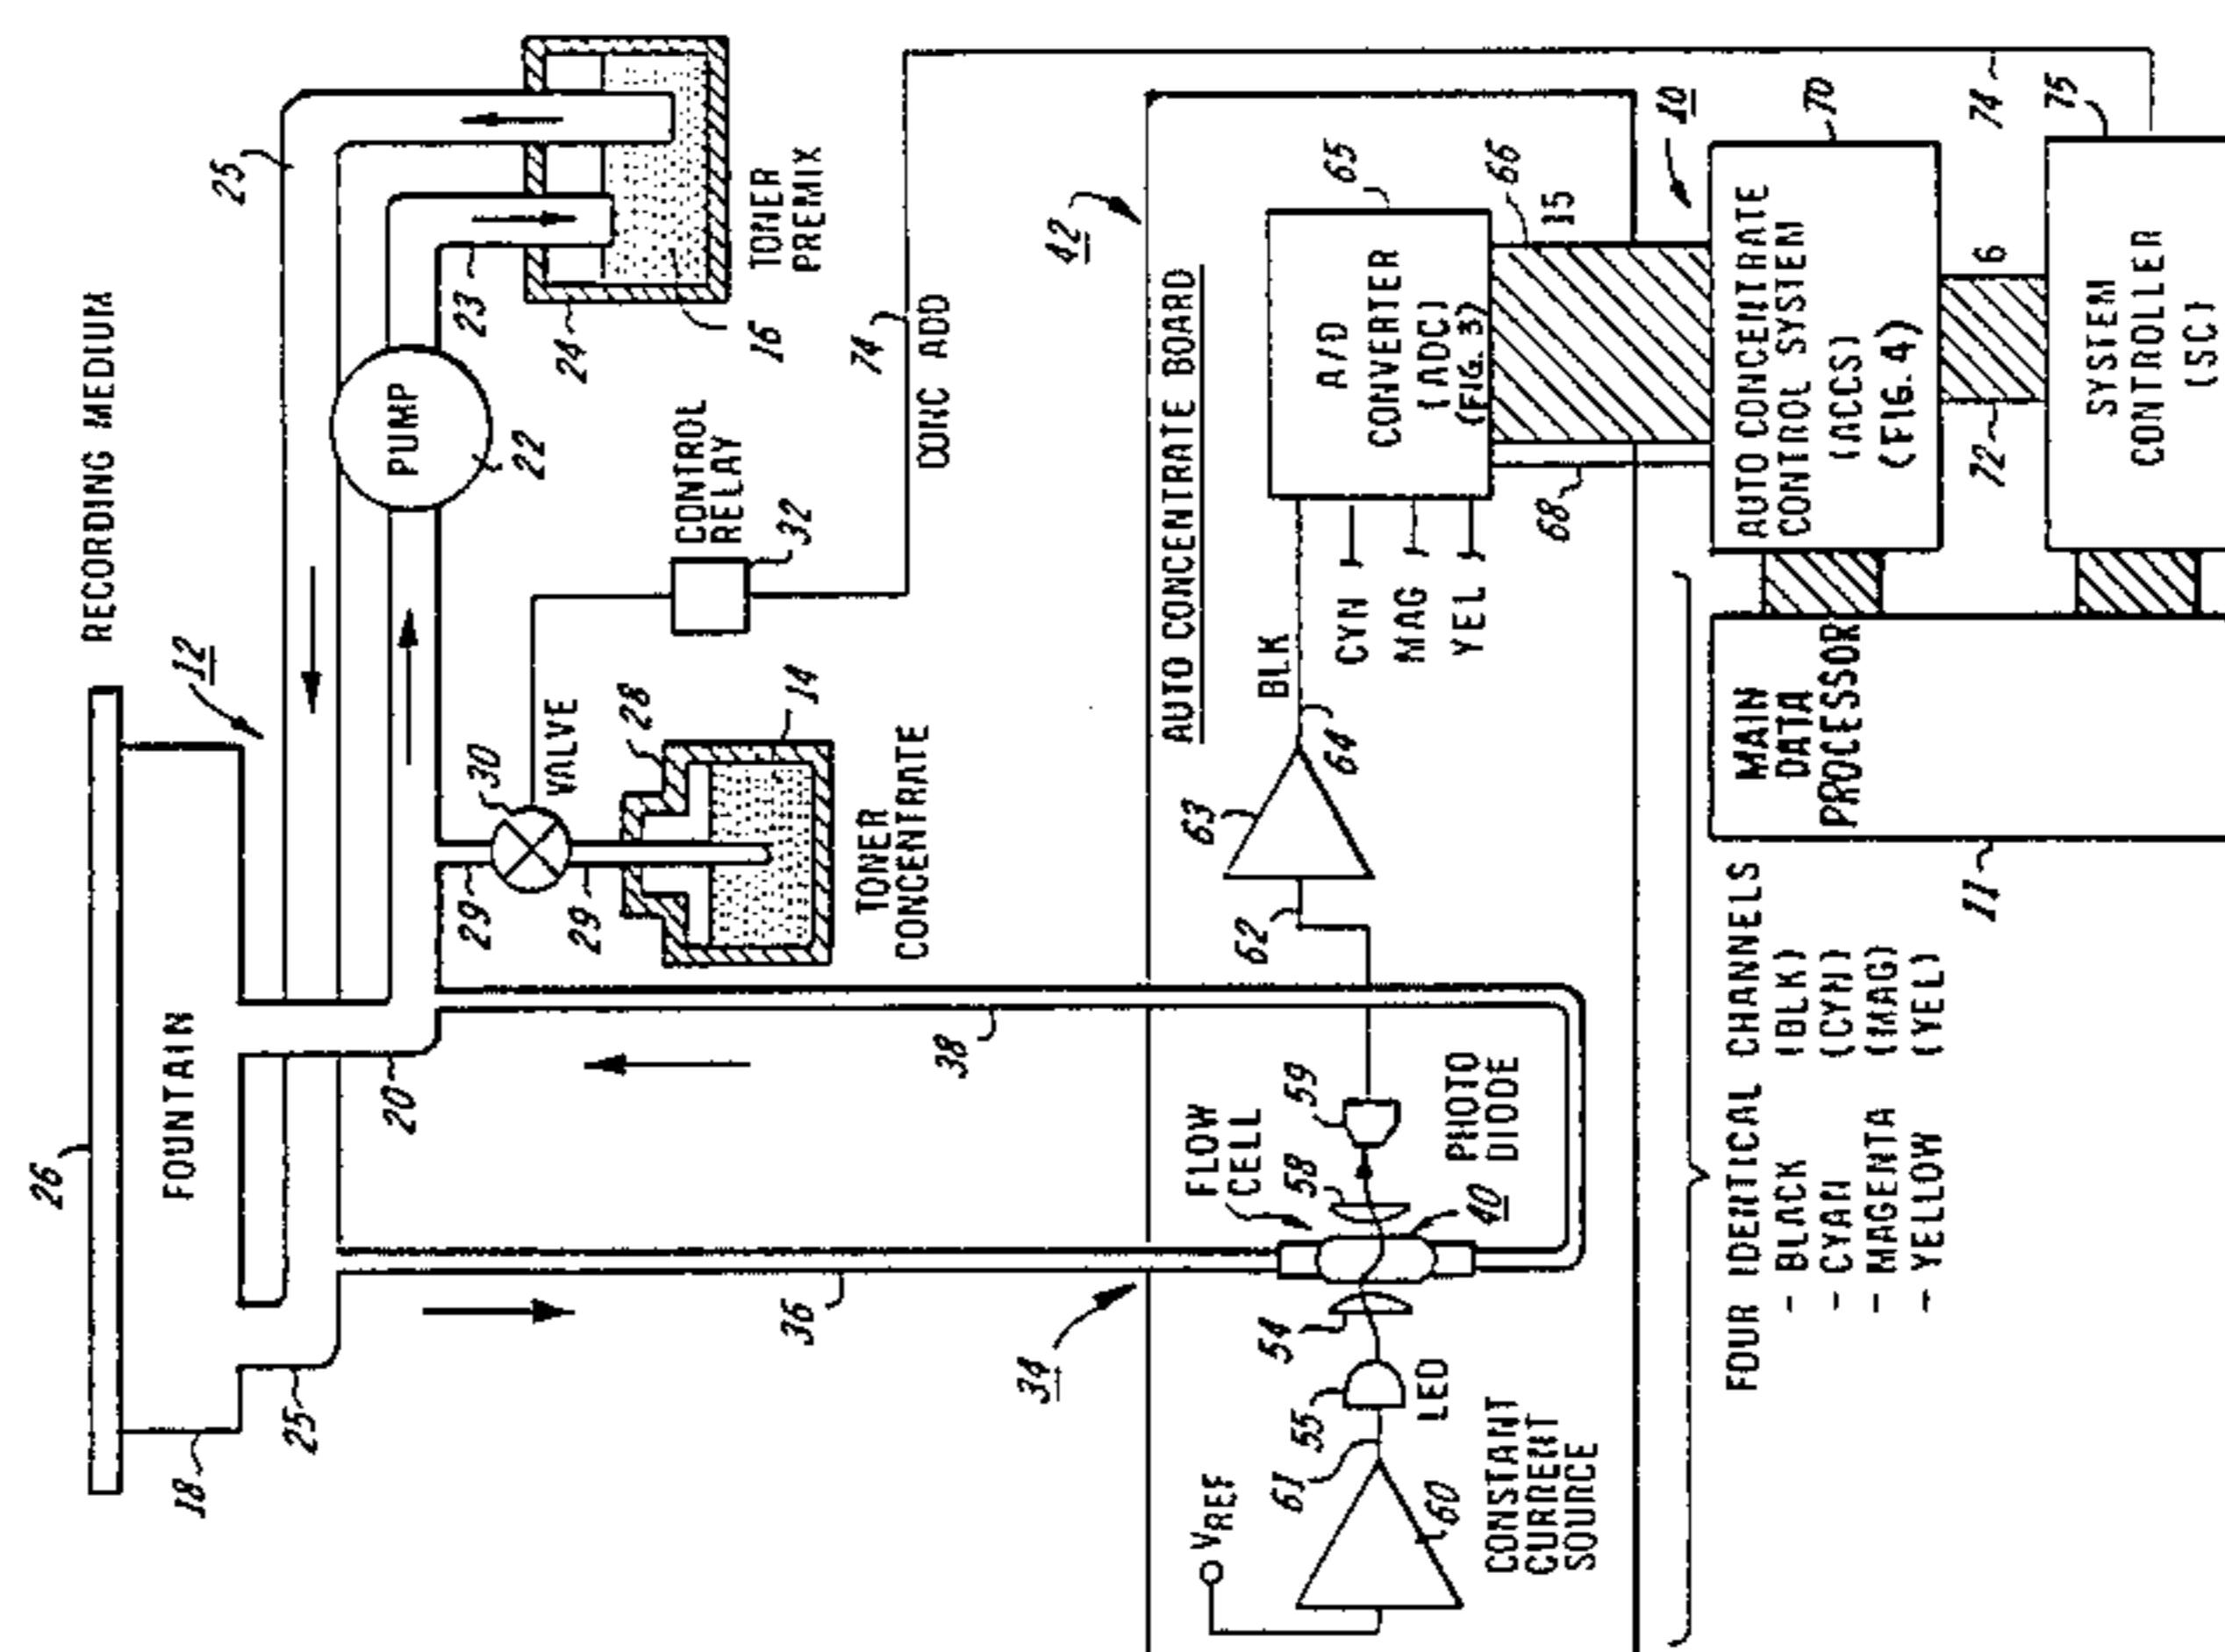 RECORDING MEDIUM
26
FOUNTAIN
18
25
12
20
25
PUMP
22
23
24
16
TONER
PREMIX
29
30
VALVE
29
28
14
TONER
CONCENTRATE
CONTROL
RELAY
32
74
CONC ADD
36
38
34
42
AUTO CONCENTRATE BOARD
VREF
60
61
CONSTANT
CURRENT
SOURCE
55
LED
54
FLOW
CELL
40
58
59
PHOTO
DIODE
62
63
64
BLK
CYN
MAG
YEL
A/D
CONVERTER
(ADC)
(FIG. 3)
65
66
15
68
10
FOUR IDENTICAL CHANNELS
- BLACK (BLK)
- CYAN (CYN)
- MAGENTA (MAG)
- YELLOW (YEL)
MAIN
DATA
PROCESSOR
11
AUTO CONCENTRATE
CONTROL SYSTEM
(ACCS)
(FIG. 4)
70
72
6
74
SYSTEM
CONTROLLER
(SC)
75